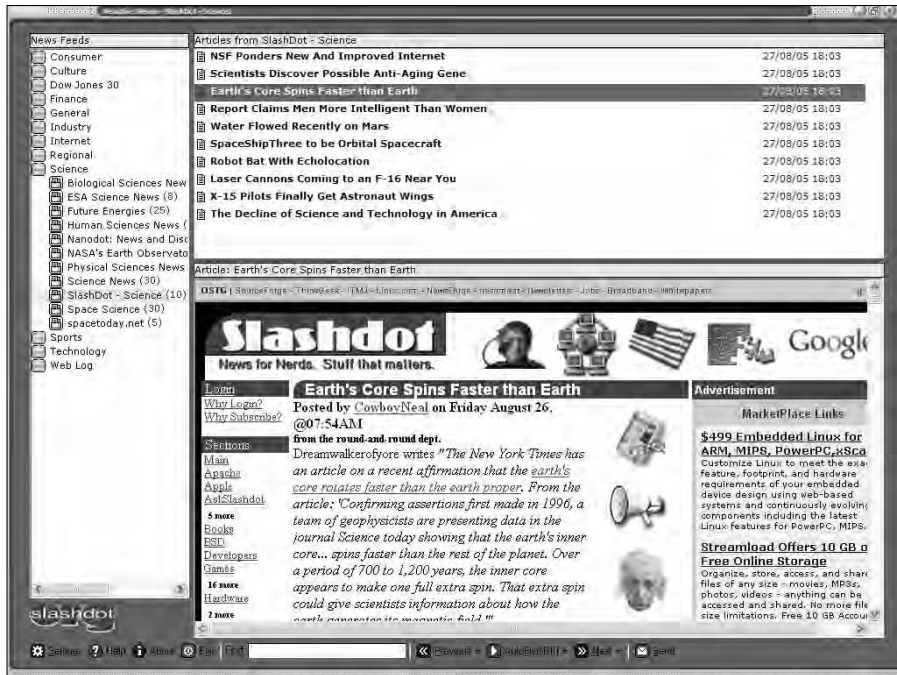 News Feeds
Consumer
Culture
Dow Jones 30
Finance
General
Industry
Internet
Regional
Science
Biological Sciences New
ESA Science News (8)
Future Energies (25)
Human Sciences News (
Nanodot: News and Disc
NASA's Earth Observato
Physical Sciences News
Science News (30)
SlashDot - Science (10)
Space Science (30)
spacetoday.net (5)
Sports
Technology
Web Log
slashdot
Articles from SlashDot - Science
NSF Ponders New And Improved Internet 27/08/05 18:03
Scientists Discover Possible Anti-Aging Gene 27/08/05 18:03
Earth's Core Spins Faster than Earth 27/08/05 18:03
Report Claims Men More Intelligent Than Women 27/08/05 18:03
Water Flowed Recently on Mars 27/08/05 18:03
SpaceShipThree to be Orbital Spacecraft 27/08/05 18:03
Robot Bat With Echolocation 27/08/05 18:03
Laser Cannons Coming to an F-16 Near You 27/08/05 18:03
X-15 Pilots Finally Get Astronaut Wings 27/08/05 18:03
The Decline of Science and Technology in America 27/08/05 18:03
Article: Earth's Core Spins Faster than Earth
OSTG | SourceForge - ThinkGeek - ITMJ - Linux.com - NewsForge - freshmeat - Newsletters - Jobs - Broadband - Whitepapers
Slashdot
News for Nerds. Stuff that matters.
Google
Login
Why Login?
Why Subscribe?
Sections
Main
Apache
Apple
AskSlashdot
5 more
Books
BSD
Developers
Games
16 more
Hardware
2 more
Earth's Core Spins Faster than Earth
Posted by CowboyNeal on Friday August 26,
@07:54AM
from the round-and-round dept.
Dreamwalkerofyore writes "The New York Times has
an article on a recent affirmation that the earth's
core rotates faster than the earth proper. From the
article: 'Confirming assertions first made in 1996, a
team of geophysicists are presenting data in the
journal Science today showing that the earth's inner
core... spins faster than the rest of the planet. Over
a period of 700 to 1,200 years, the inner core
appears to make one full extra spin. That extra spin
could give scientists information about how the
earth generates its magnetic field.'"
Advertisement
MarketPlace Links
$499 Embedded Linux for
ARM, MIPS, PowerPC,xSca
Customize Linux to meet the exa
feature, footprint, and hardware
requirements of your embedded
device design using web-based
systems and continuously evolving
components including the latest
Linux features for PowerPC, MIPS,
Streamload Offers 10 GB o
Free Online Storage
Organize, store, access, and share
files of any size - movies, MP3s,
photos, videos - anything can be
accessed and shared. No more file
size limitations. Free 10 GB Accou
Settings Help About Exit Find Previous AutoPlay Next Send